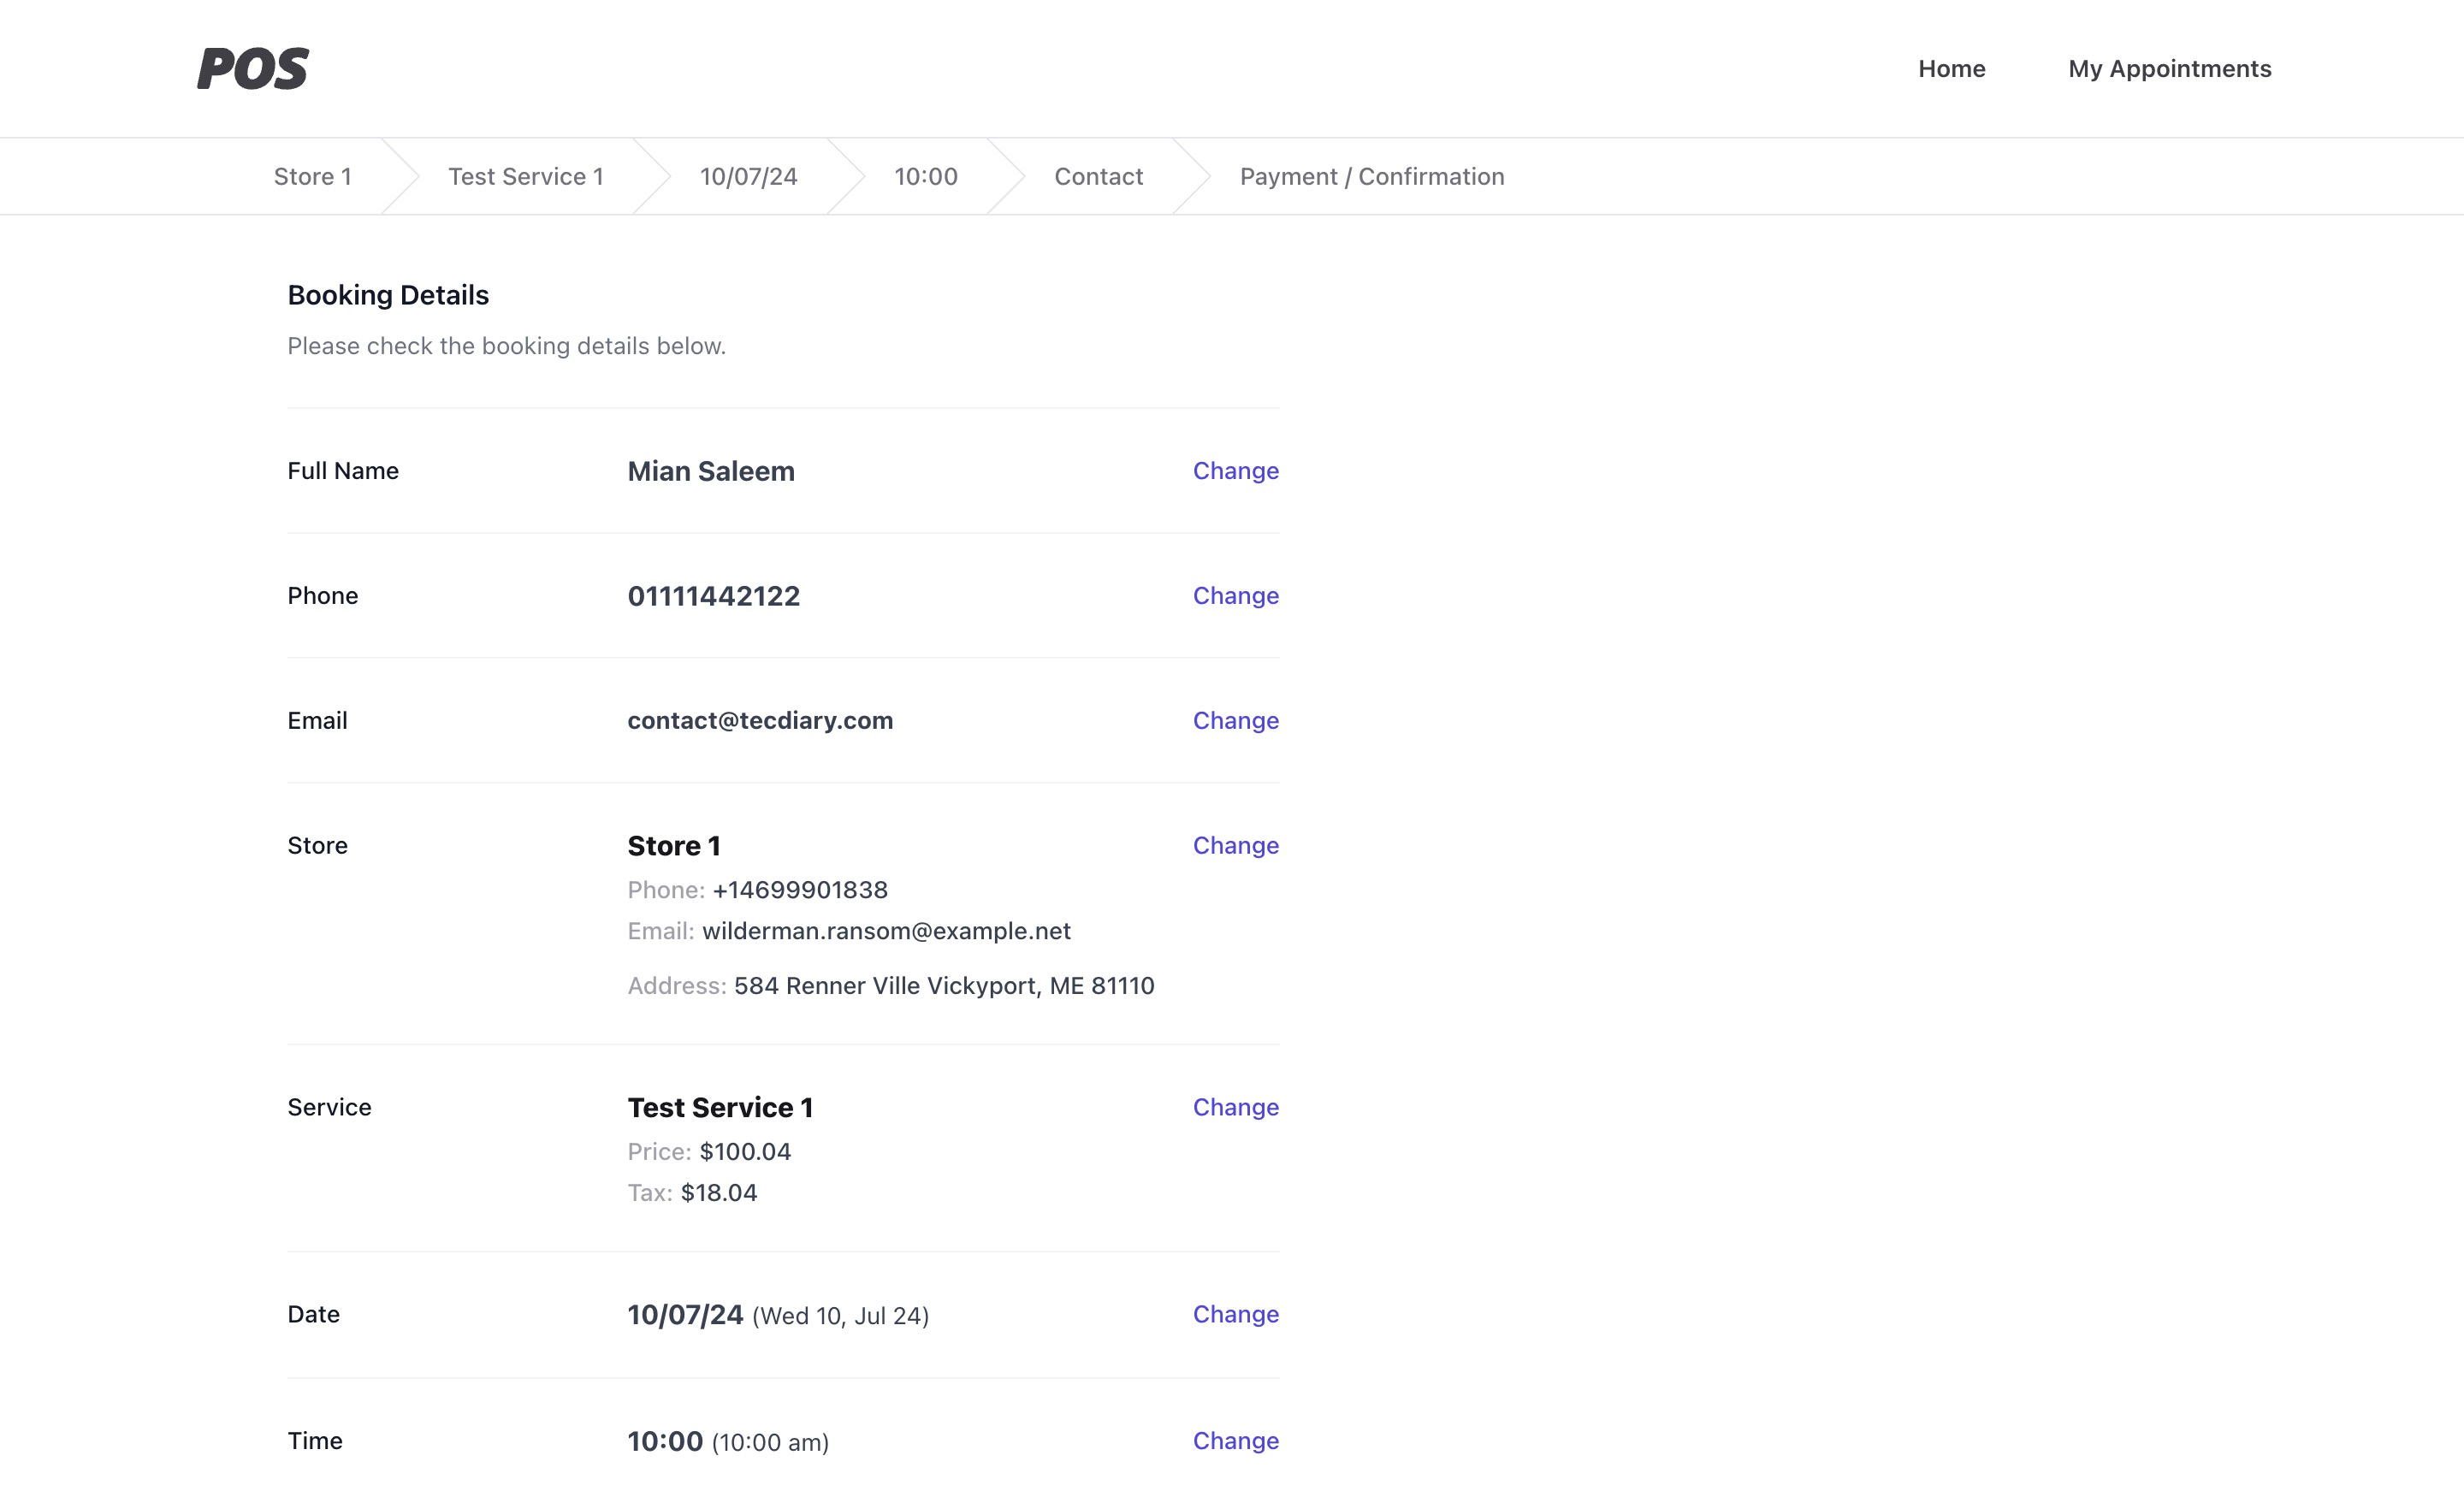 POS
Home
My Appointments
Store 1
Test Service 1
10/07/24
10:00
Contact
Payment / Confirmation
Booking Details
Please check the booking details below.
Full Name
Mian Saleem
Change
Phone
01111442122
Change
Email
contact@tecdiary.com
Change
Store
Store 1
Change
Phone: +14699901838
Email: wilderman.ransom@example.net
Address: 584 Renner Ville Vickyport, ME 81110
Service
Test Service 1
Change
Price: $100.04
Tax: $18.04
Date
10/07/24 (Wed 10, Jul 24)
Change
Time
10:00 (10:00 am)
Change